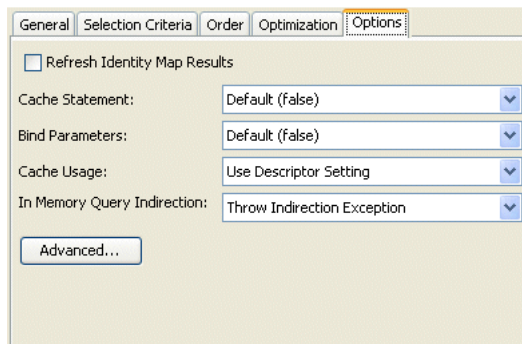 General Selection Criteria Order Optimization Options
Refresh Identity Map Results
Cache Statement: Default (false)
Bind Parameters: Default (false)
Cache Usage: Use Descriptor Setting
In Memory Query Indirection: Throw Indirection Exception
Advanced...